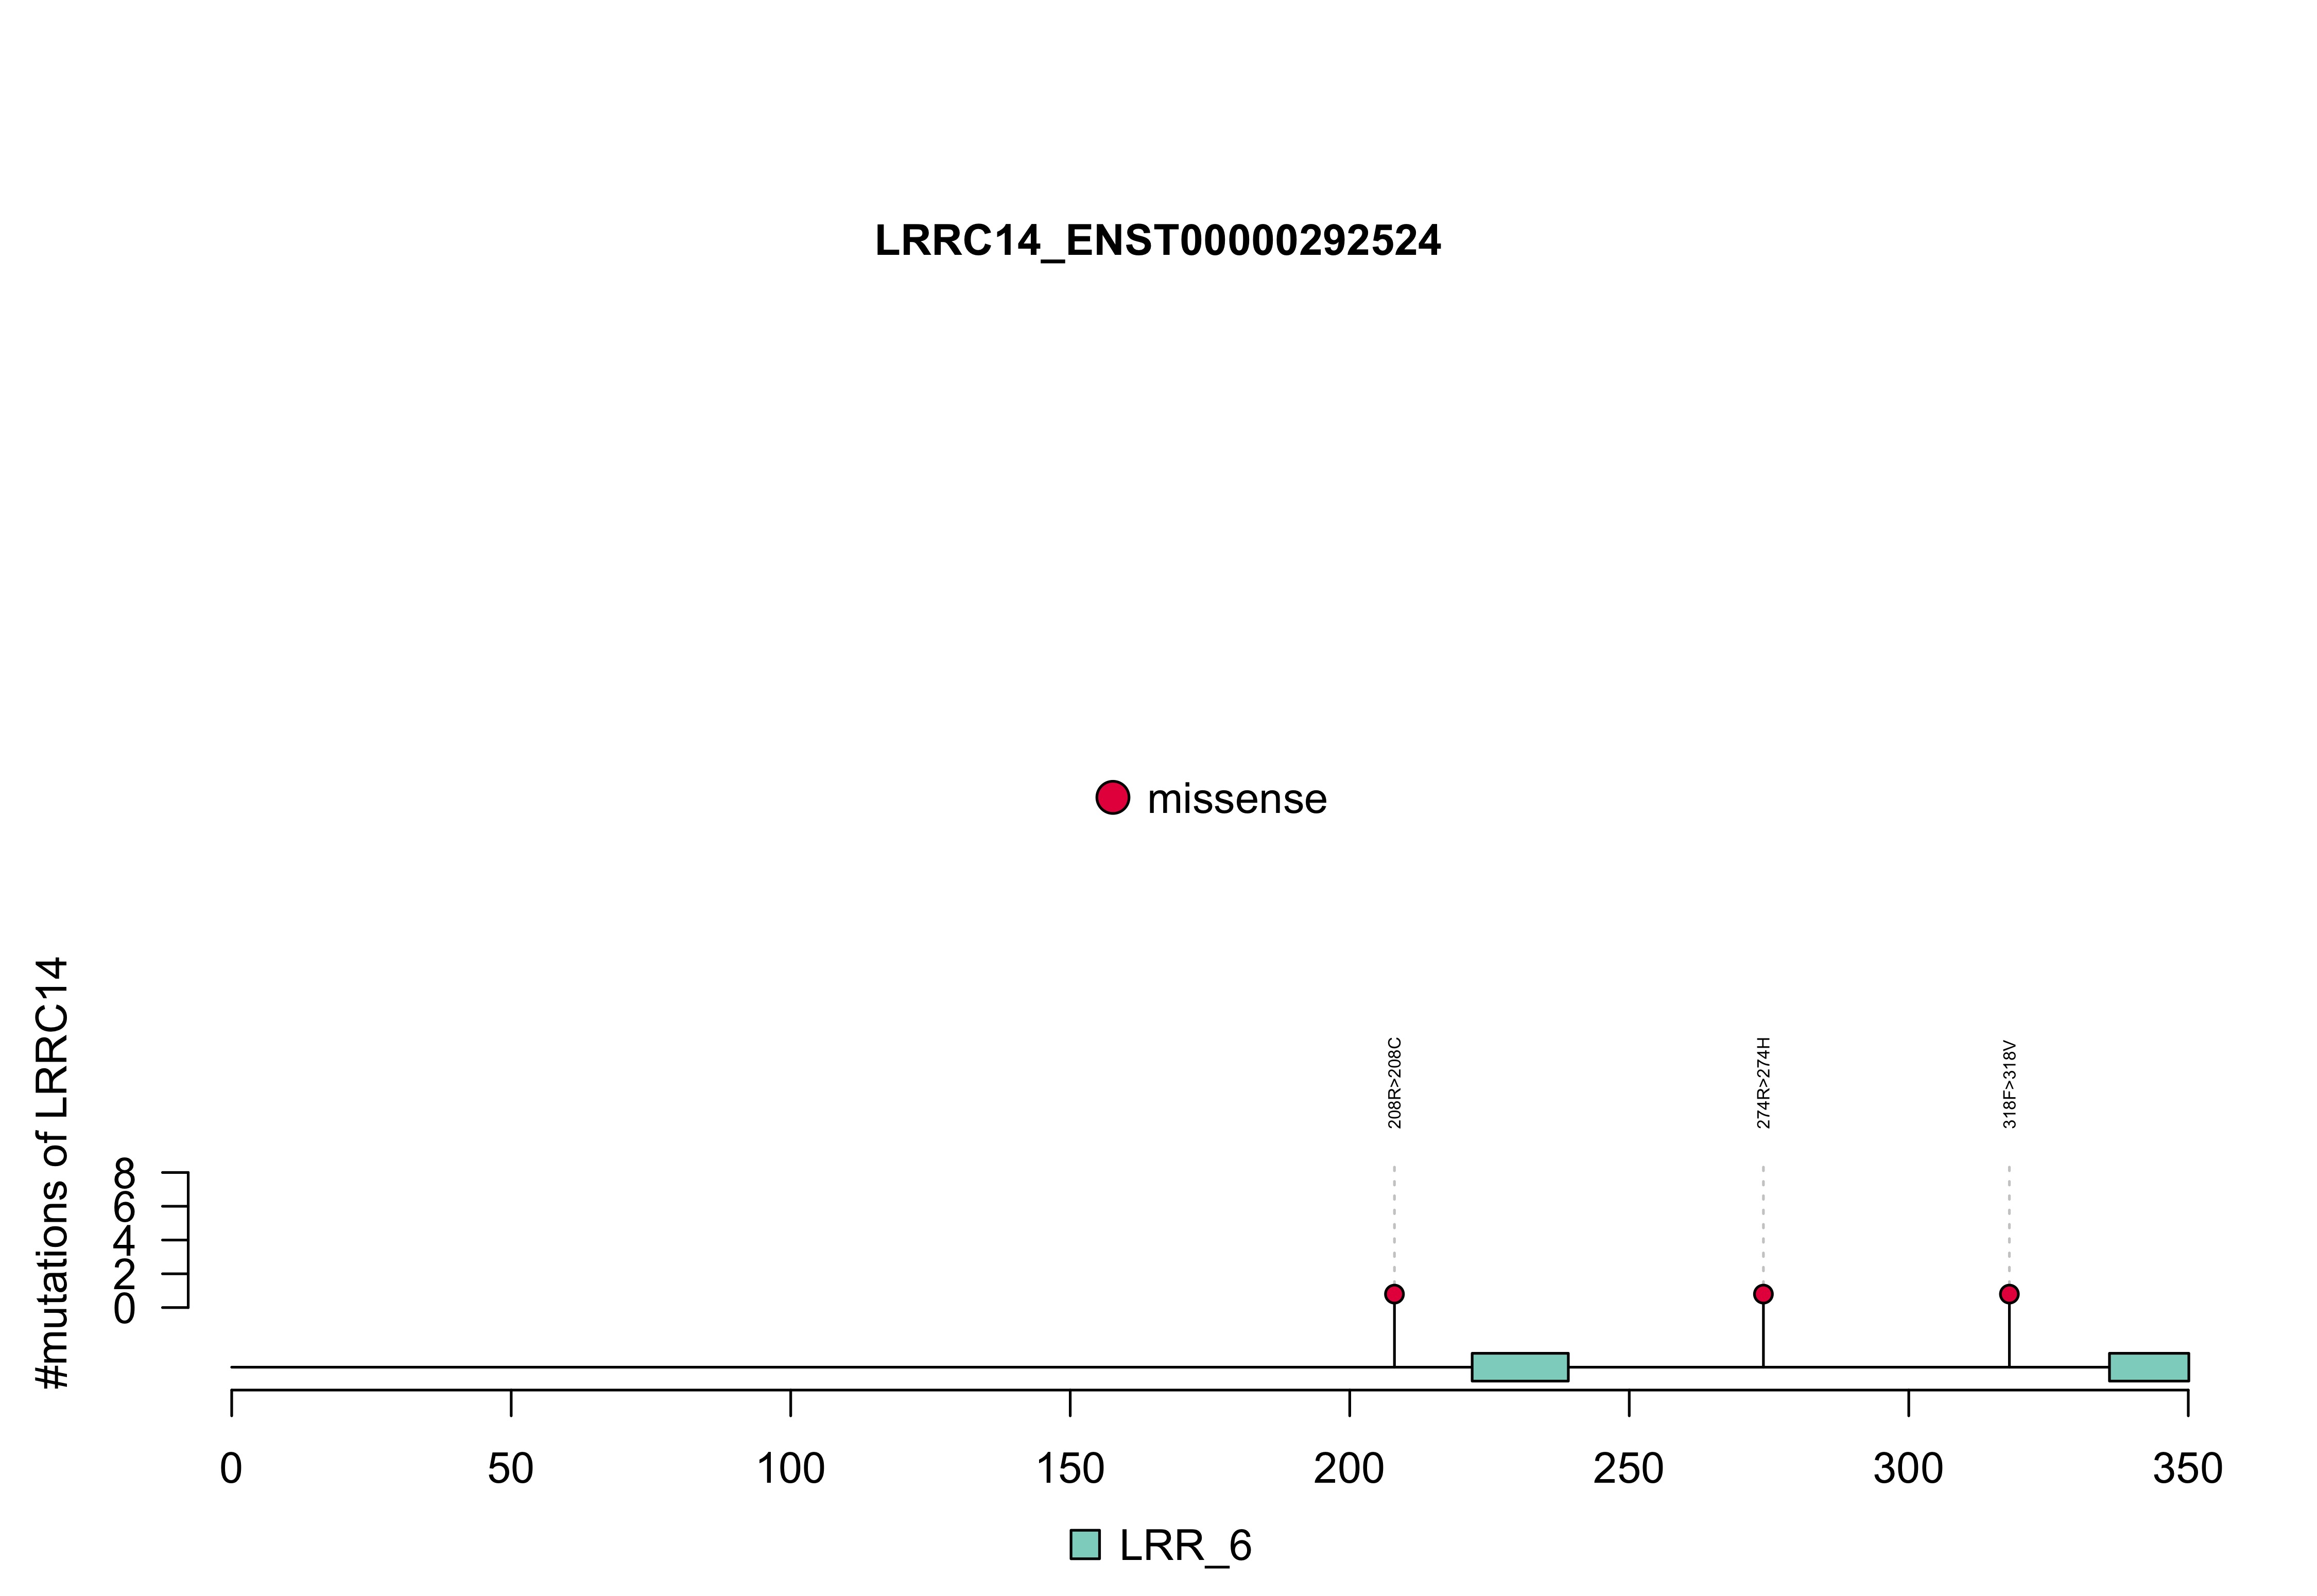 LRRC14_ENST00000292524
missense
#mutations of LRRC14
208R>208C
274R>274H
318F>318V
8
6
4
2
0
0 50 100 150 200 250 300 350
LRR_6